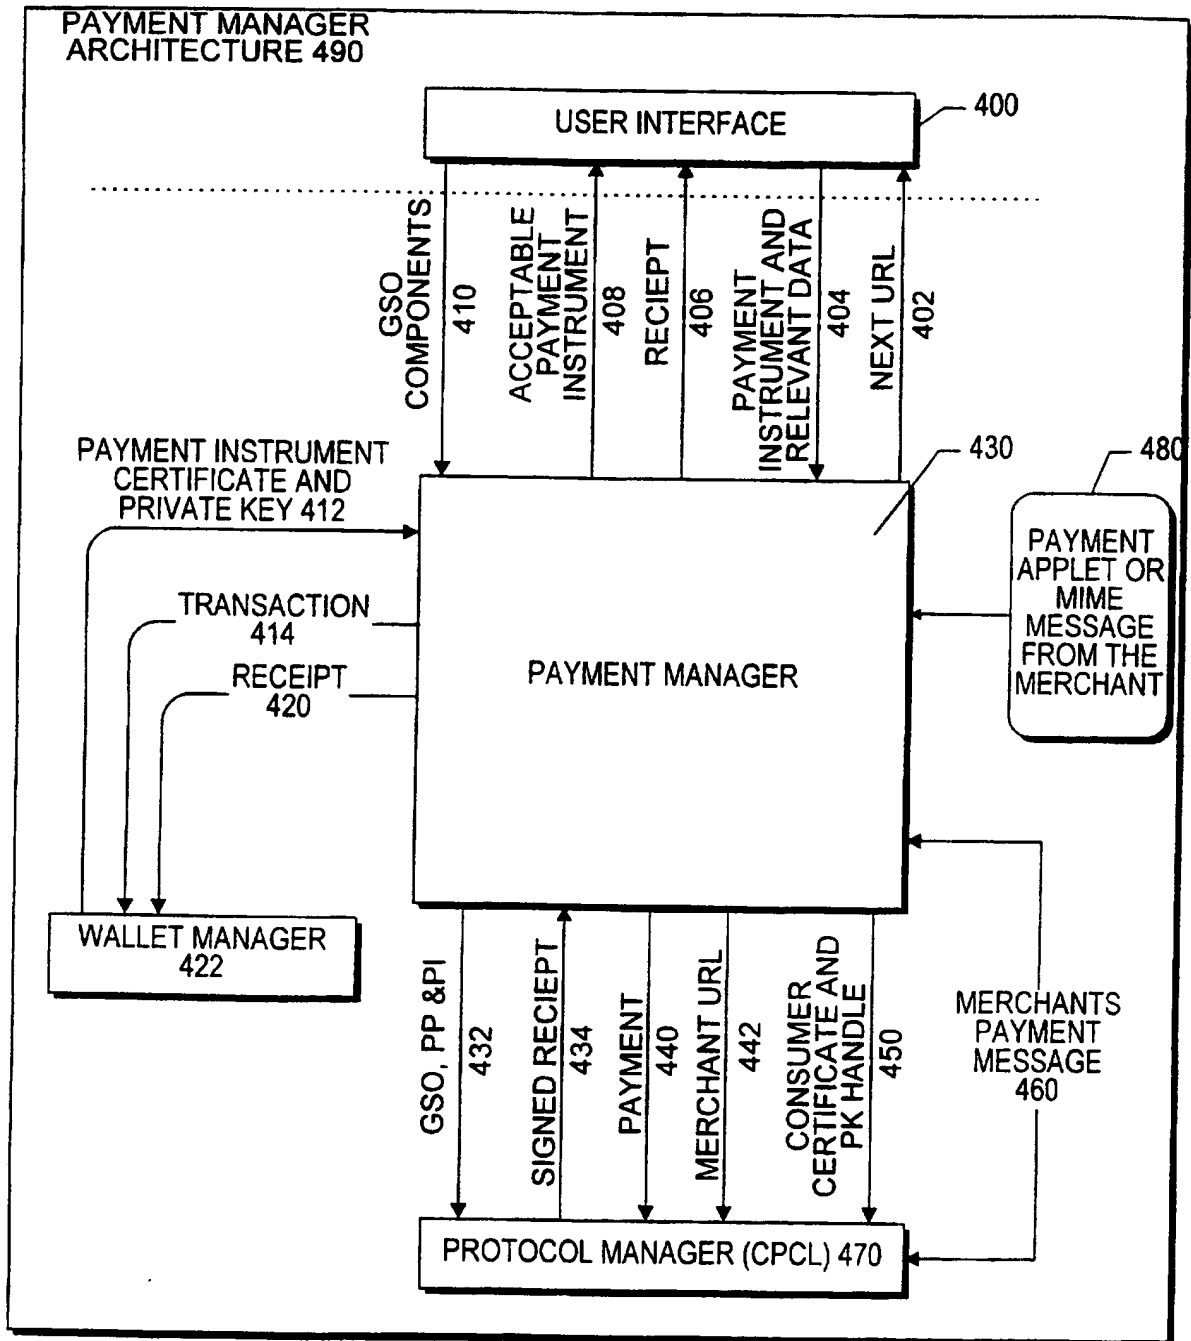 PAYMENT MANAGER
ARCHITECTURE 490
USER INTERFACE
400
GSO
COMPONENTS
410
ACCEPTABLE
PAYMENT
INSTRUMENT
408
RECIEPT
406
PAYMENT
INSTRUMENT AND
RELEVANT DATA
404
NEXT URL
402
PAYMENT INSTRUMENT
CERTIFICATE AND
PRIVATE KEY 412
430
480
PAYMENT
APPLET OR
MIME
MESSAGE
FROM THE
MERCHANT
TRANSACTION
414
RECEIPT
420
PAYMENT MANAGER
WALLET MANAGER
422
GSO, PP &PI
432
SIGNED RECIEPT
434
PAYMENT
440
MERCHANT URL
442
CONSUMER
CERTIFICATE AND
PK HANDLE
450
MERCHANTS
PAYMENT
MESSAGE
460
PROTOCOL MANAGER (CPCL) 470